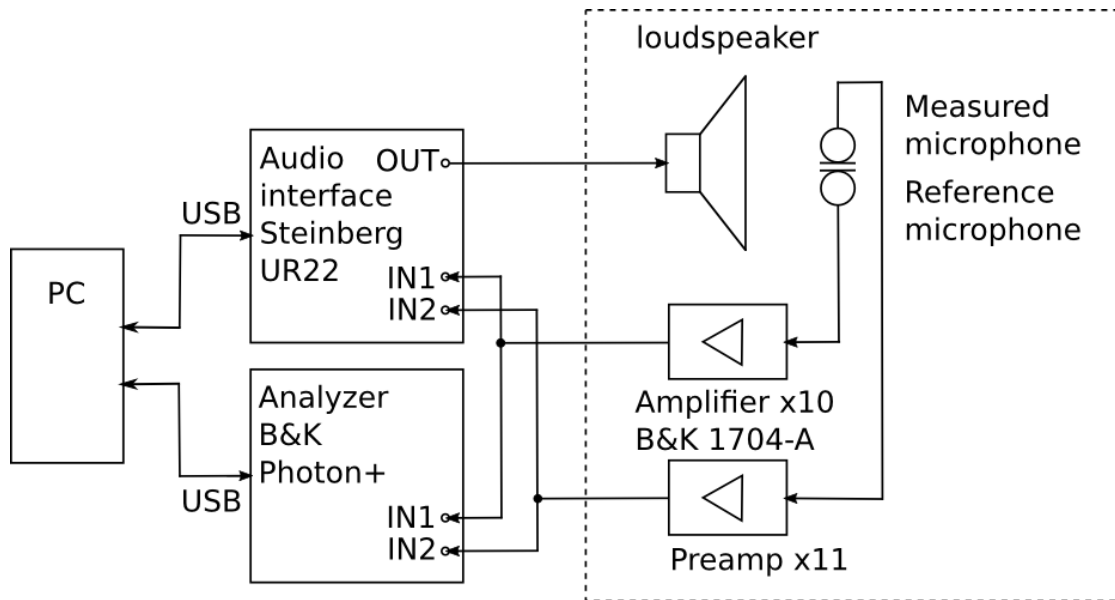 loudspeaker
Measured
microphone
Reference
microphone
Audio
interface
Steinberg
UR22
OUT
IN1
IN2
USB
PC
Amplifier x10
B&K 1704-A
Analyzer
B&K
Photon+
IN1
IN2
USB
Preamp x11